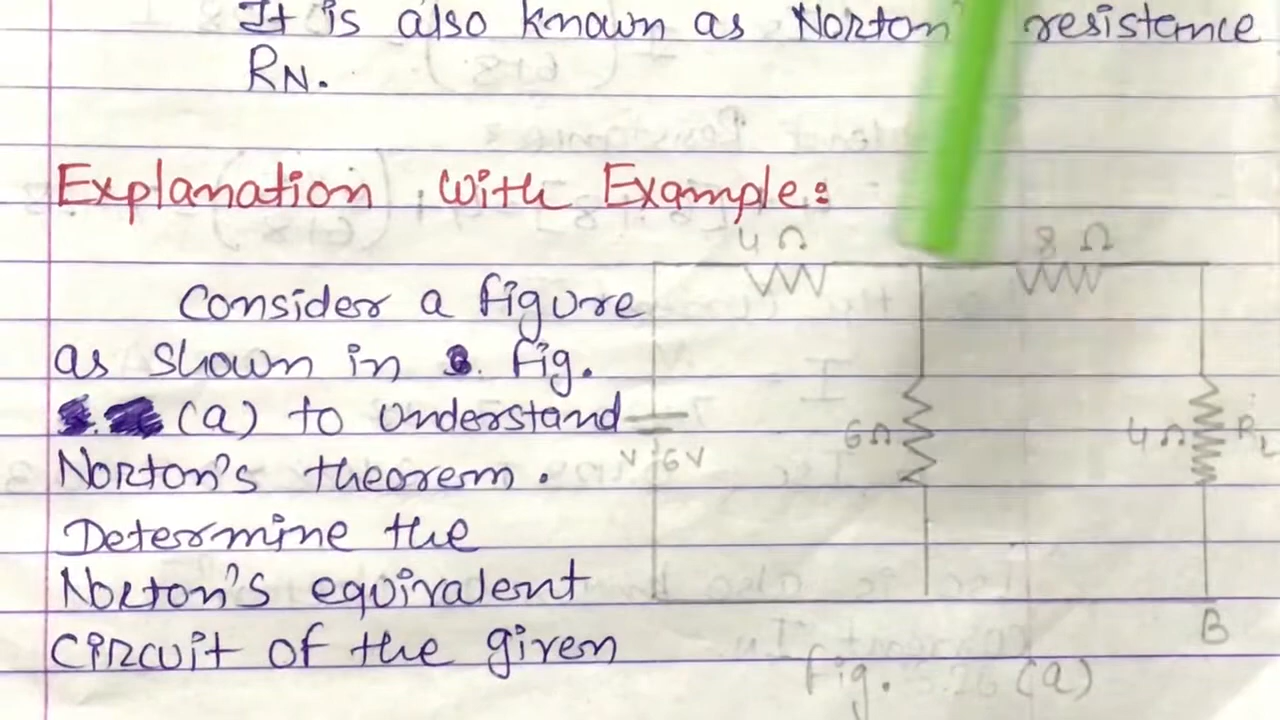 It is also known as Norton' resistance
RN.
Explanation with Example:
4 Ω 8 Ω
Consider a figure
as shown in fig.
(a) to understand
Norton's theorem.
Determine the
Norton's equivalent
circuit of the given
V 6V
6Ω
4Ω RL
B
fig. (a)